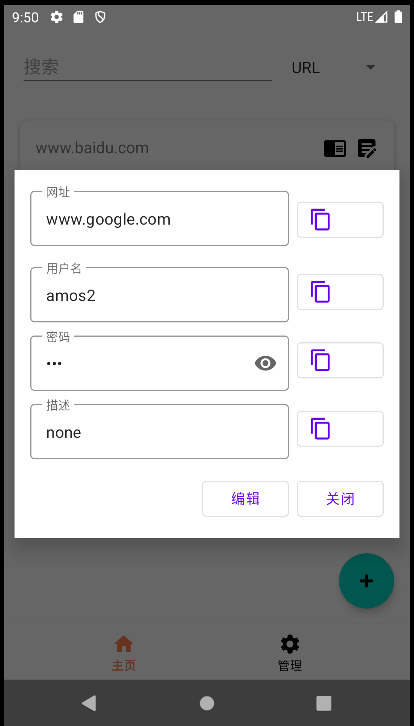 9:50 LTE
搜索 URL
www.baidu.com
网址
www.google.com
用户名
amos2
密码
•••
描述
none
编辑 关闭
+
主页 管理